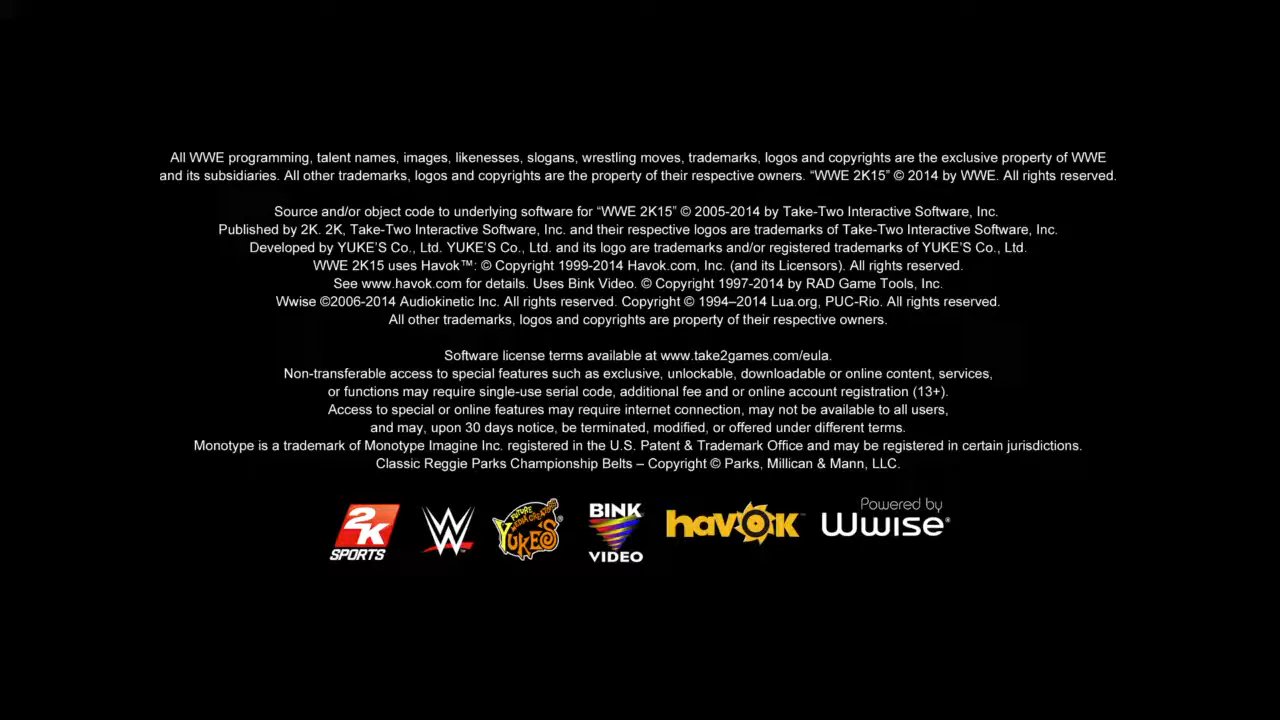 All WWE programming, talent names, images, likenesses, slogans, wrestling moves, trademarks, logos and copyrights are the exclusive property of WWE
and its subsidiaries. All other trademarks, logos and copyrights are the property of their respective owners. “WWE 2K15” © 2014 by WWE. All rights reserved.
Source and/or object code to underlying software for “WWE 2K15” © 2005-2014 by Take-Two Interactive Software, Inc.
Published by 2K. 2K, Take-Two Interactive Software, Inc. and their respective logos are trademarks of Take-Two Interactive Software, Inc.
Developed by YUKE’S Co., Ltd. YUKE’S Co., Ltd. and its logo are trademarks and/or registered trademarks of YUKE’S Co., Ltd.
WWE 2K15 uses Havok™: © Copyright 1999-2014 Havok.com, Inc. (and its Licensors). All rights reserved.
See www.havok.com for details. Uses Bink Video. © Copyright 1997-2014 by RAD Game Tools, Inc.
Wwise ©2006-2014 Audiokinetic Inc. All rights reserved. Copyright © 1994–2014 Lua.org, PUC-Rio. All rights reserved.
All other trademarks, logos and copyrights are property of their respective owners.
Software license terms available at www.take2games.com/eula.
Non-transferable access to special features such as exclusive, unlockable, downloadable or online content, services,
or functions may require single-use serial code, additional fee and or online account registration (13+).
Access to special or online features may require internet connection, may not be available to all users,
and may, upon 30 days notice, be terminated, modified, or offered under different terms.
Monotype is a trademark of Monotype Imagine Inc. registered in the U.S. Patent & Trademark Office and may be registered in certain jurisdictions.
Classic Reggie Parks Championship Belts – Copyright © Parks, Millican & Mann, LLC.
2K
SPORTS
W
FUTURE
MEDIA CREATOR
YUKE'S®
BINK
VIDEO
havok™
Powered by
Wwise®